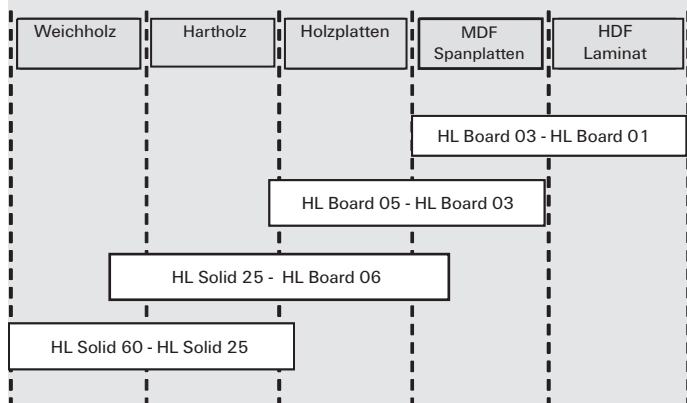 Weichholz
Hartholz
Holzplatten
MDF
Spanplatten
HDF
Laminat
HL Board 03 - HL Board 01
HL Board 05 - HL Board 03
HL Solid 25 - HL Board 06
HL Solid 60 - HL Solid 25